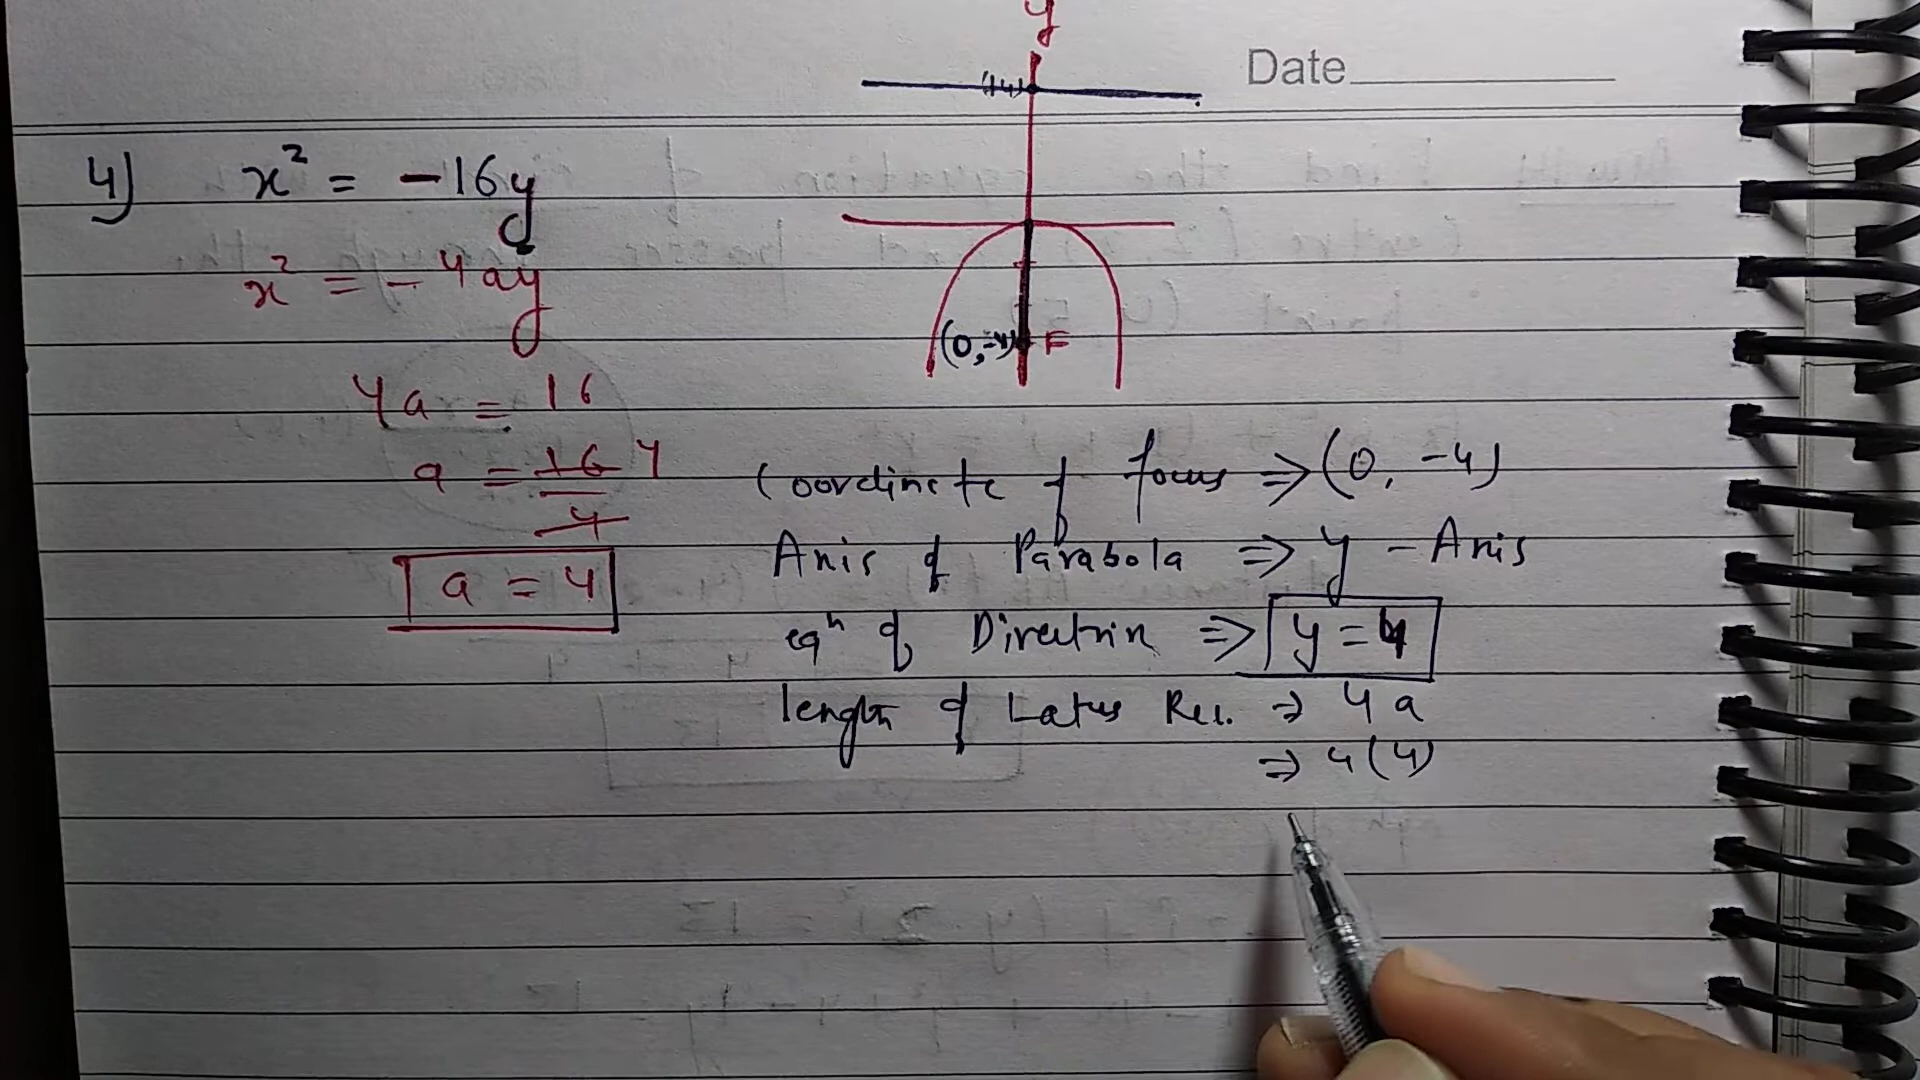 y
Date
(+4)
4) x² = -16y
x² = -4ay
(0,-4) F
4a = 16
a = 16/4 4
a = 4
Coordinate of focus ⇒ (0, -4)
Axis of Parabola ⇒ y - Axis
eqⁿ of Directrix ⇒ y = 4
length of Latus Rec. ⇒ 4a
⇒ 4(4)